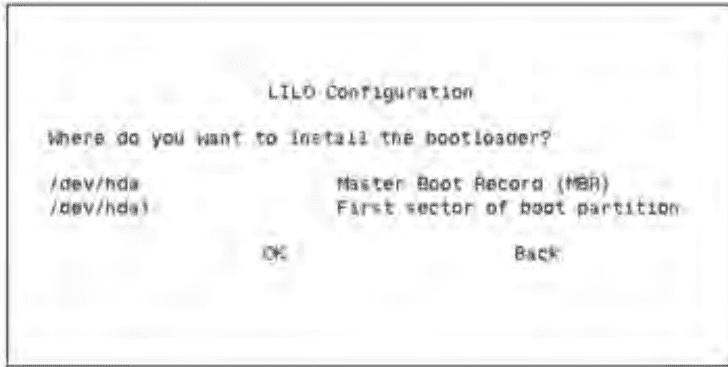 LILO Configuration
Where do you want to install the bootloader?
/dev/hda Master Boot Record (MBR)
/dev/hda1 First sector of boot partition
OK Back